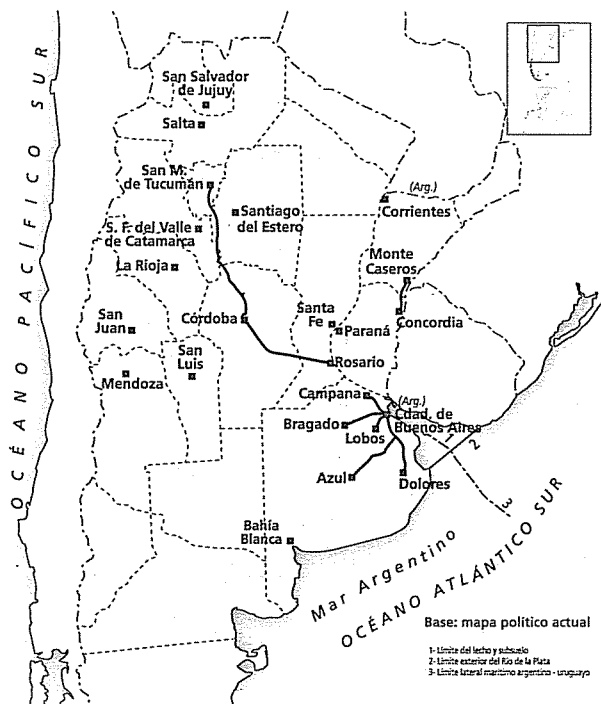 OCÉANO PACÍFICO SUR
San Salvador
de Jujuy
Salta
San M.
de Tucumán
Santiago
del Estero
(Arg.)
Corrientes
S. F. del Valle
de Catamarca
La Rioja
Monte
Caseros
San
Juan
Córdoba
Santa
Fe
Paraná
Concordia
San
Luis
Mendoza
Rosario
Campana
(Arg.)
Cdad. de
Buenos Aires
Bragado
Lobos
1
2
Azul
Dolores
3
Bahía
Blanca
Mar Argentino
OCÉANO ATLÁNTICO SUR
Base: mapa político actual
1- Límite del lecho y subsuelo
2- Límite exterior del Río de la Plata
3- Límite lateral marítimo argentino - uruguayo